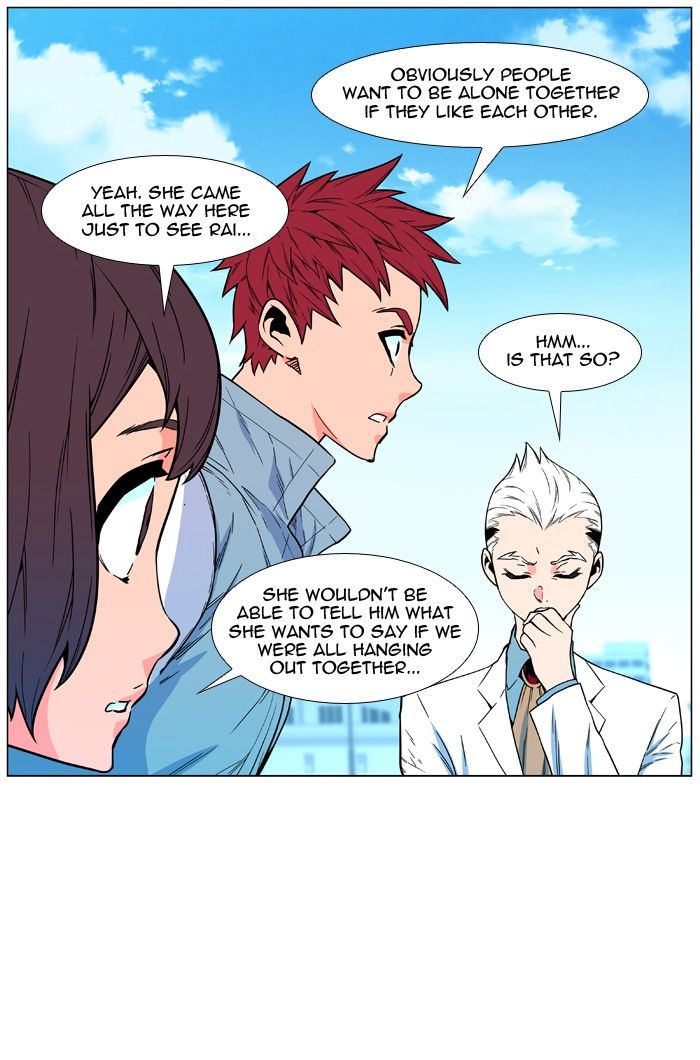 OBVIOUSLY PEOPLE
WANT TO BE ALONE TOGETHER
IF THEY LIKE EACH OTHER.
YEAH. SHE CAME
ALL THE WAY HERE
JUST TO SEE RAI...
HMM...
IS THAT SO?
SHE WOULDN'T BE
ABLE TO TELL HIM WHAT
SHE WANTS TO SAY IF WE
WERE ALL HANGING
OUT TOGETHER...